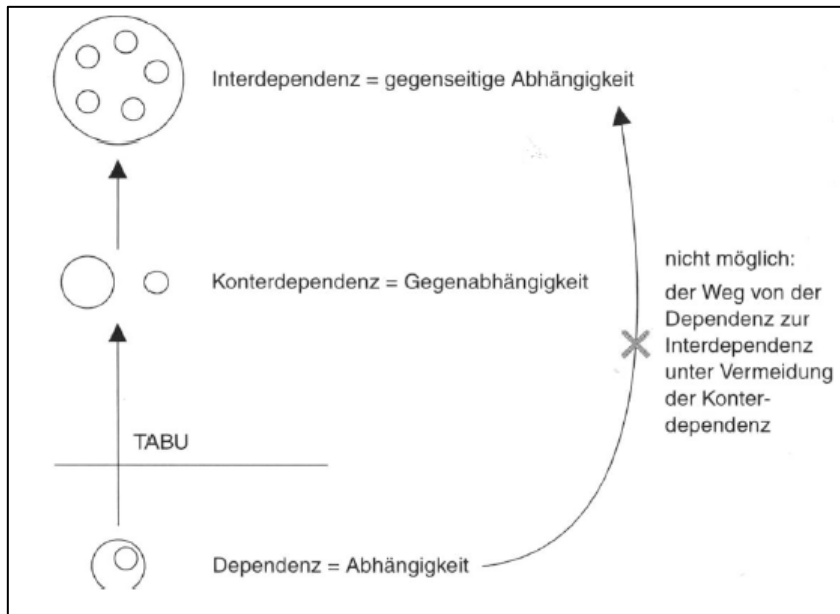 Interdependenz = gegenseitige Abhängigkeit
Konterdependenz = Gegenabhängigkeit
nicht möglich:
der Weg von der
Dependenz zur
Interdependenz
unter Vermeidung
der Konter-
dependenz
TABU
Dependenz = Abhängigkeit